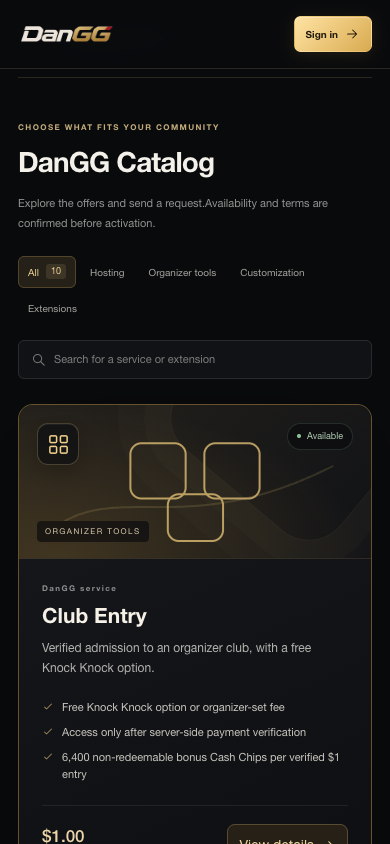 DanGG
Sign in
CHOOSE WHAT FITS YOUR COMMUNITY
DanGG Catalog
Explore the offers and send a request.Availability and terms are
confirmed before activation.
All 10 Hosting Organizer tools Customization
Extensions
Search for a service or extension
Available
ORGANIZER TOOLS
DanGG service
Club Entry
Verified admission to an organizer club, with a free
Knock Knock option.
Free Knock Knock option or organizer-set fee
Access only after server-side payment verification
6,400 non-redeemable bonus Cash Chips per verified $1
entry
$1.00
View details